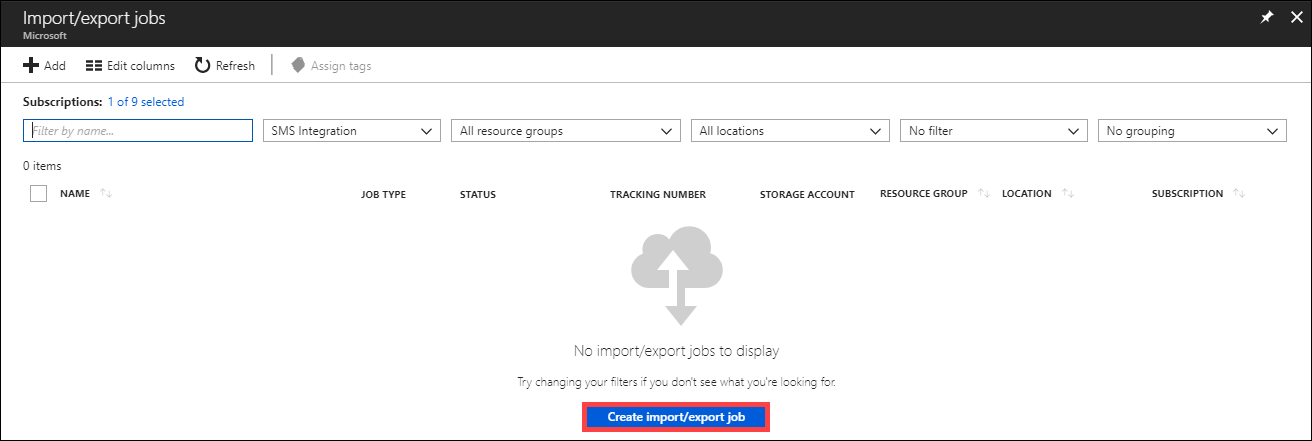 Import/export jobs
Microsoft
Add Edit columns Refresh Assign tags
Subscriptions: 1 of 9 selected
Filter by name... SMS Integration All resource groups All locations No filter No grouping
0 items
NAME JOB TYPE STATUS TRACKING NUMBER STORAGE ACCOUNT RESOURCE GROUP LOCATION SUBSCRIPTION
No import/export jobs to display
Try changing your filters if you don't see what you're looking for.
Create import/export job